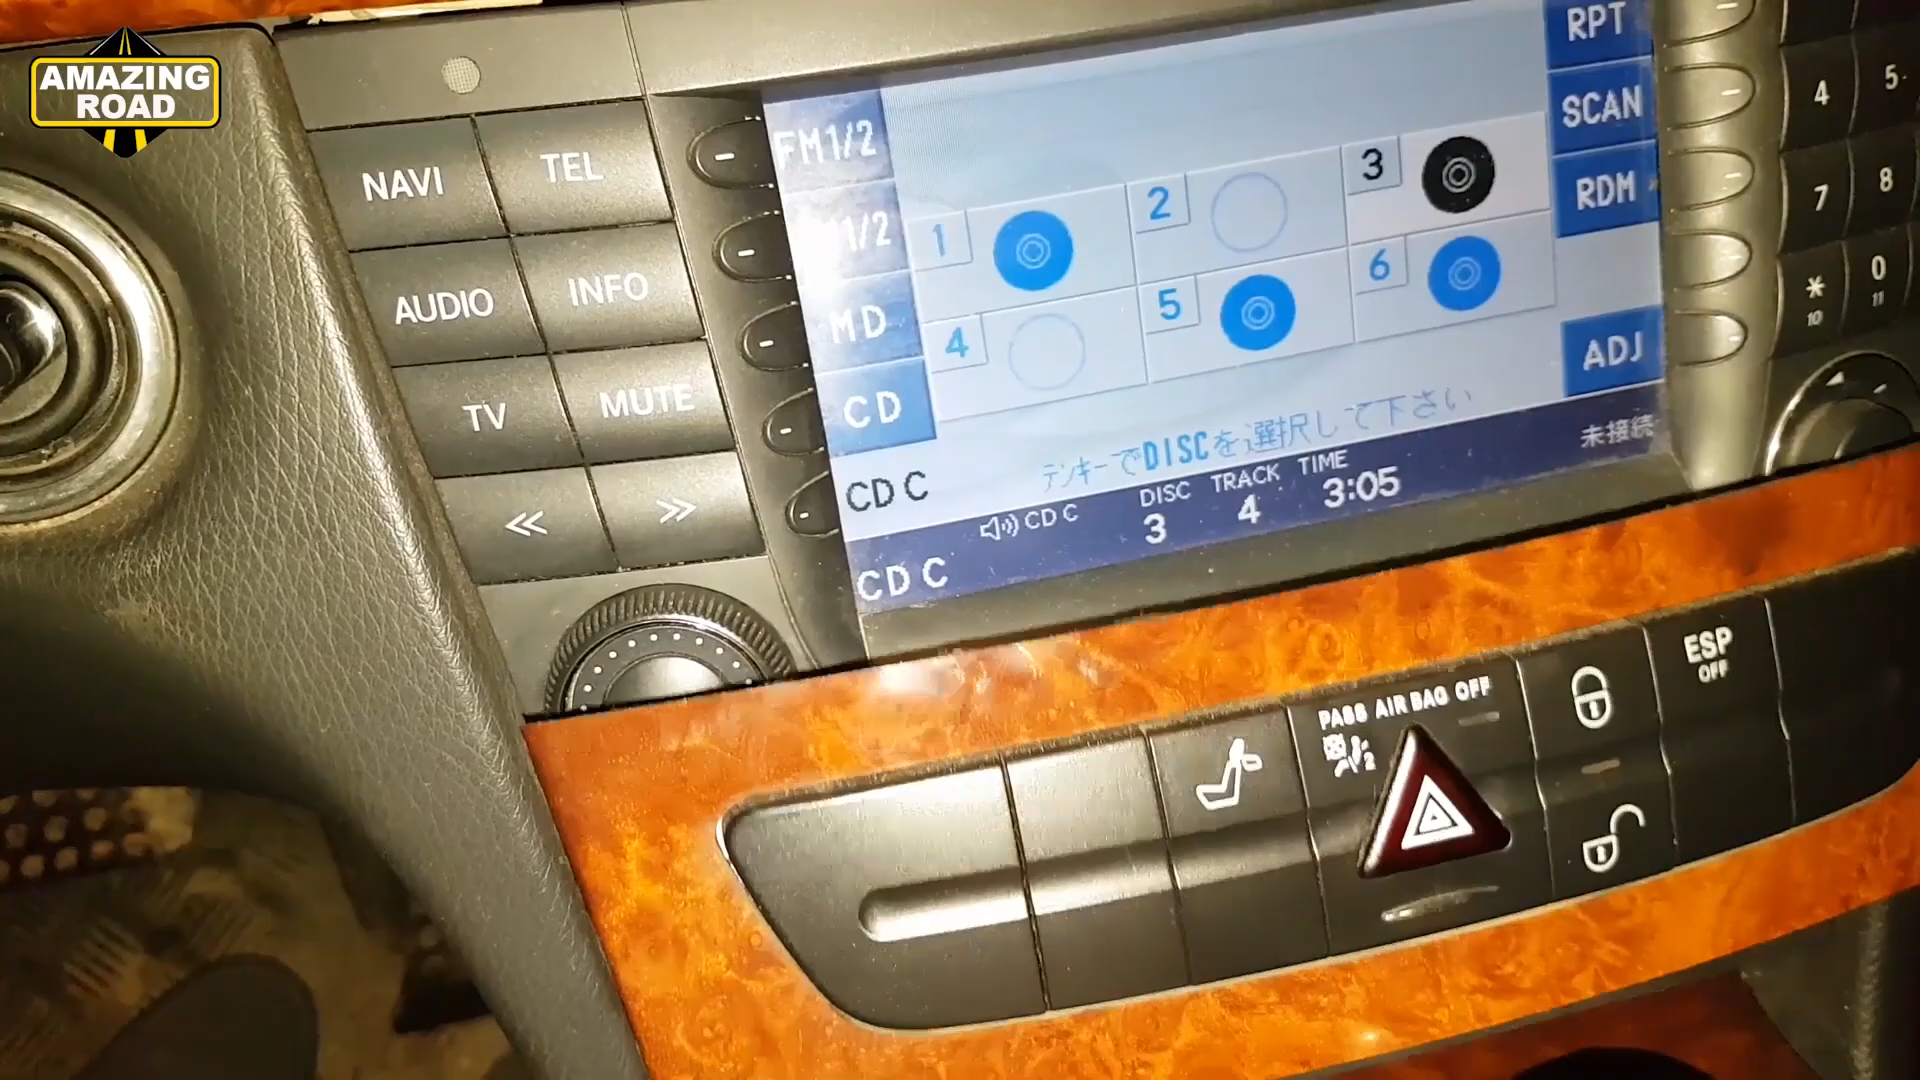 AMAZING
ROAD
NAVI
TEL
AUDIO
INFO
TV
MUTE
FM1/2
1/2
MD
CD
CD C
CD C
1
2
3
4
5
6
テンキーでDISCを選択して下さい
CD C
DISC
3
TRACK
4
TIME
3:05
未接続
RPT
SCAN
RDM
ADJ
4
5
7
8
*
10
0
11
PASS AIR BAG OFF
2
ESP
OFF